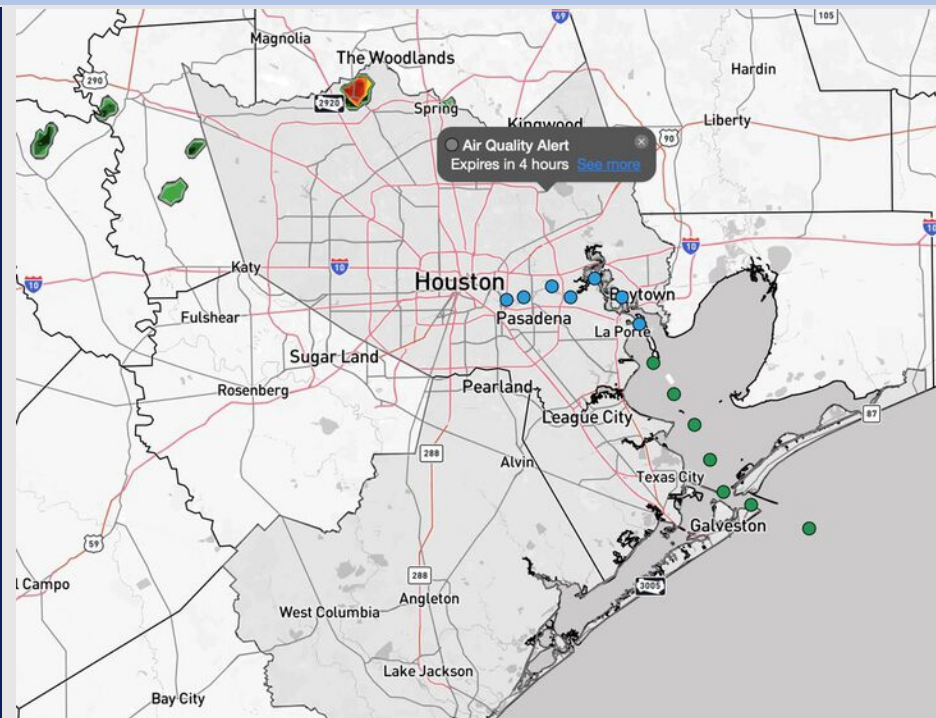 69
105
Magnolia
The Woodlands
Hardin
290
2920
Spring
Kingwood
Liberty
90
Air Quality Alert
Expires in 4 hours See more
10
10
Katy
10
10
Houston
Baytown
Fulshear
Pasadena
La Porte
Sugar Land
Rosenberg
Pearland
League City
87
288
Alvin
Texas City
Galveston
59
288
3005
l Campo
Angleton
West Columbia
Lake Jackson
Bay City